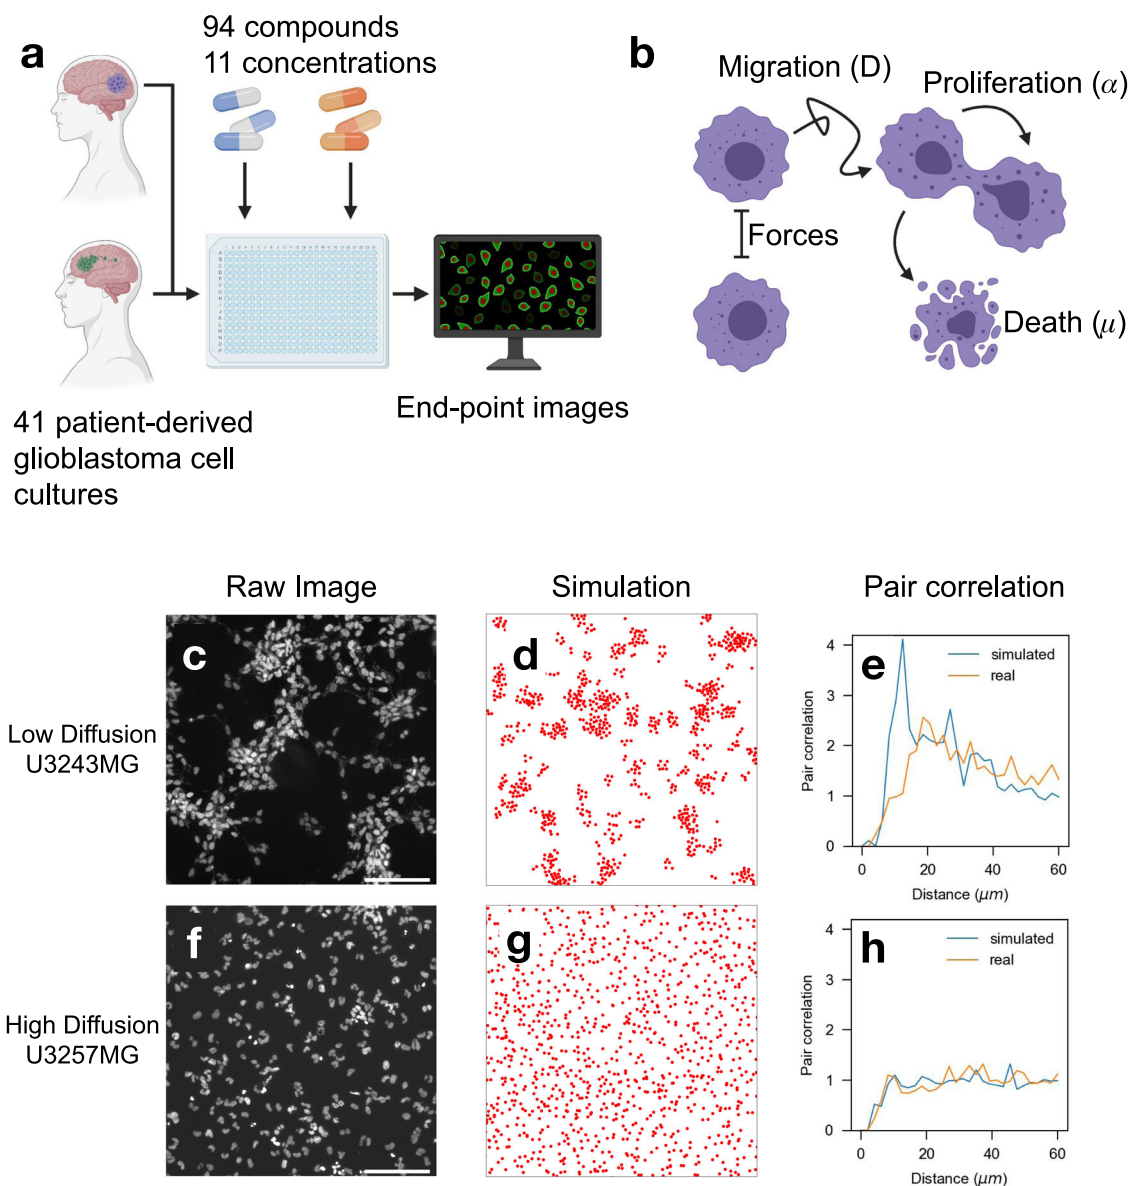 a
94 compounds
11 concentrations
41 patient-derived
glioblastoma cell
cultures
End-point images
b
Migration (D)
Proliferation (α)
Forces
Death (μ)
Raw Image
Simulation
Pair correlation
Low Diffusion
U3243MG
c
d
e
simulated
real
Pair correlation
4
3
2
1
0
0
20
40
60
Distance (μm)
High Diffusion
U3257MG
f
g
h
simulated
real
Pair correlation
4
3
2
1
0
0
20
40
60
Distance (μm)